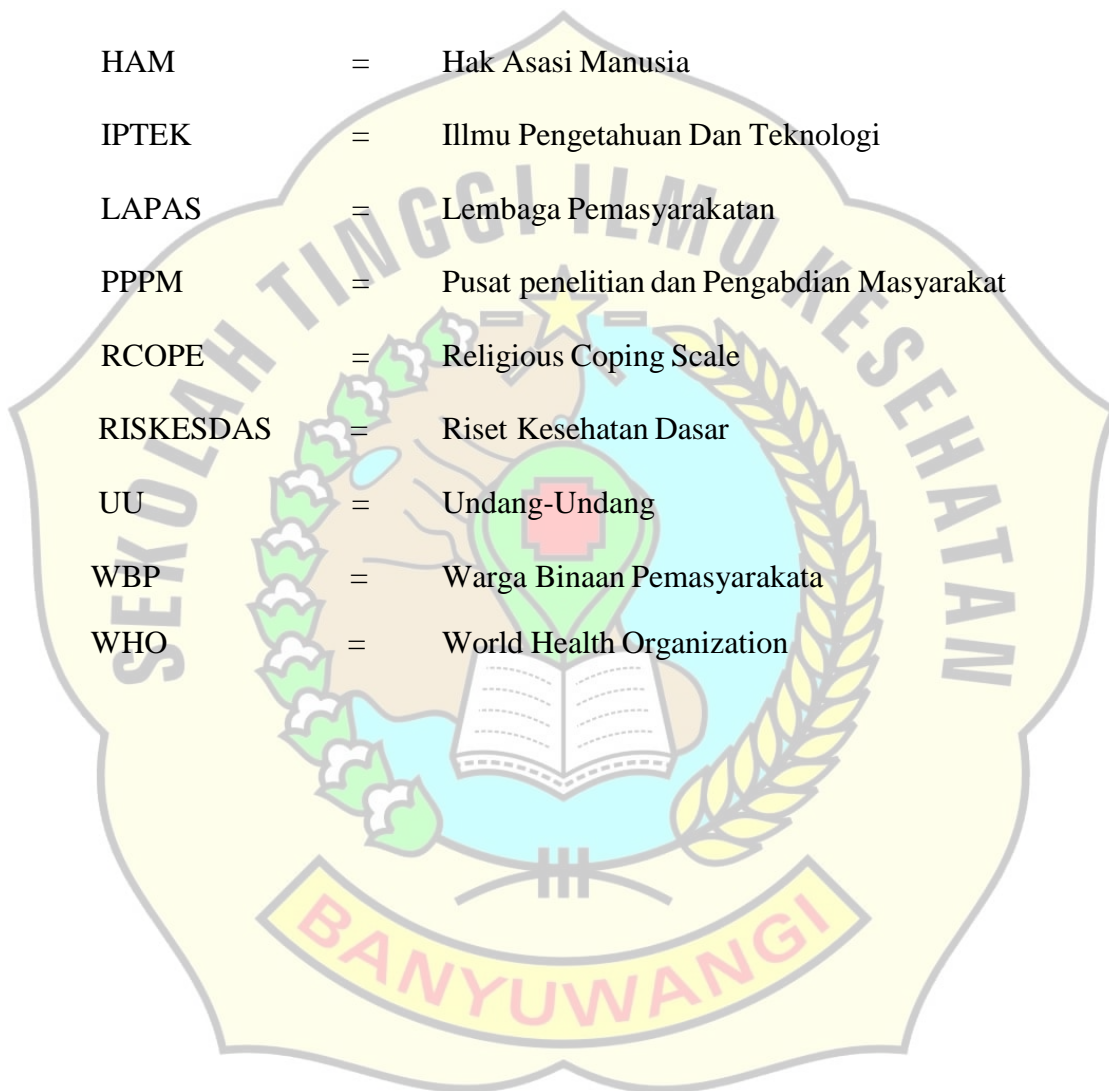 HAM = Hak Asasi Manusia
IPTEK = Illmu Pengetahuan Dan Teknologi
LAPAS = Lembaga Pemasyarakatan
PPPM = Pusat penelitian dan Pengabdian Masyarakat
RCOPE = Religious Coping Scale
RISKESDAS = Riset Kesehatan Dasar
UU = Undang-Undang
WBP = Warga Binaan Pemasyarakata
WHO = World Health Organization
SEKOLAH TINGGI ILMU KESEHATAN
BANYUWANGI